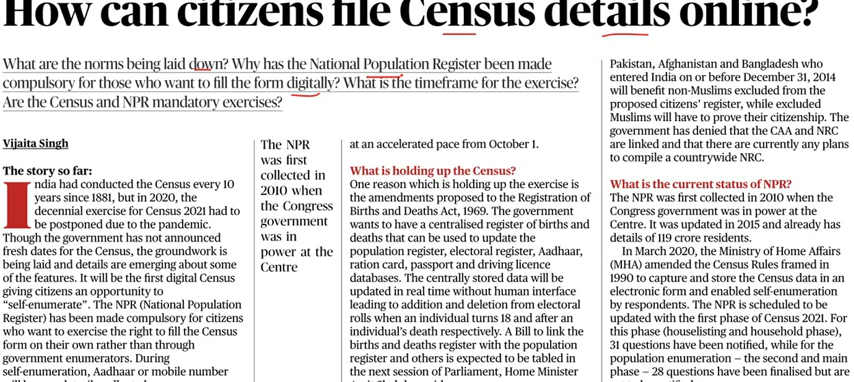 How can citizens file Census details online?
What are the norms being laid down? Why has the National Population Register been made
compulsory for those who want to fill the form digitally? What is the timeframe for the exercise?
Are the Census and NPR mandatory exercises?
Vijaita Singh
The story so far:
India had conducted the Census every 10
years since 1881, but in 2020, the
decennial exercise for Census 2021 had to
be postponed due to the pandemic.
Though the government has not announced
fresh dates for the Census, the groundwork is
being laid and details are emerging about some
of the features. It will be the first digital Census
giving citizens an opportunity to
“self-enumerate”. The NPR (National Population
Register) has been made compulsory for citizens
who want to exercise the right to fill the Census
form on their own rather than through
government enumerators. During
self-enumeration, Aadhaar or mobile number
The NPR
was first
collected in
2010 when
the Congress
government
was in
power at the
Centre
at an accelerated pace from October 1.
What is holding up the Census?
One reason which is holding up the exercise is
the amendments proposed to the Registration of
Births and Deaths Act, 1969. The government
wants to have a centralised register of births and
deaths that can be used to update the
population register, electoral register, Aadhaar,
ration card, passport and driving licence
databases. The centrally stored data will be
updated in real time without human interface
leading to addition and deletion from electoral
rolls when an individual turns 18 and after an
individual’s death respectively. A Bill to link the
births and deaths register with the population
register and others is expected to be tabled in
the next session of Parliament, Home Minister
Pakistan, Afghanistan and Bangladesh who
entered India on or before December 31, 2014
will benefit non-Muslims excluded from the
proposed citizens’ register, while excluded
Muslims will have to prove their citizenship. The
government has denied that the CAA and NRC
are linked and that there are currently any plans
to compile a countrywide NRC.
What is the current status of NPR?
The NPR was first collected in 2010 when the
Congress government was in power at the
Centre. It was updated in 2015 and already has
details of 119 crore residents.
In March 2020, the Ministry of Home Affairs
(MHA) amended the Census Rules framed in
1990 to capture and store the Census data in an
electronic form and enabled self-enumeration
by respondents. The NPR is scheduled to be
updated with the first phase of Census 2021. For
this phase (houselisting and household phase),
31 questions have been notified, while for the
population enumeration — the second and main
phase — 28 questions have been finalised but are